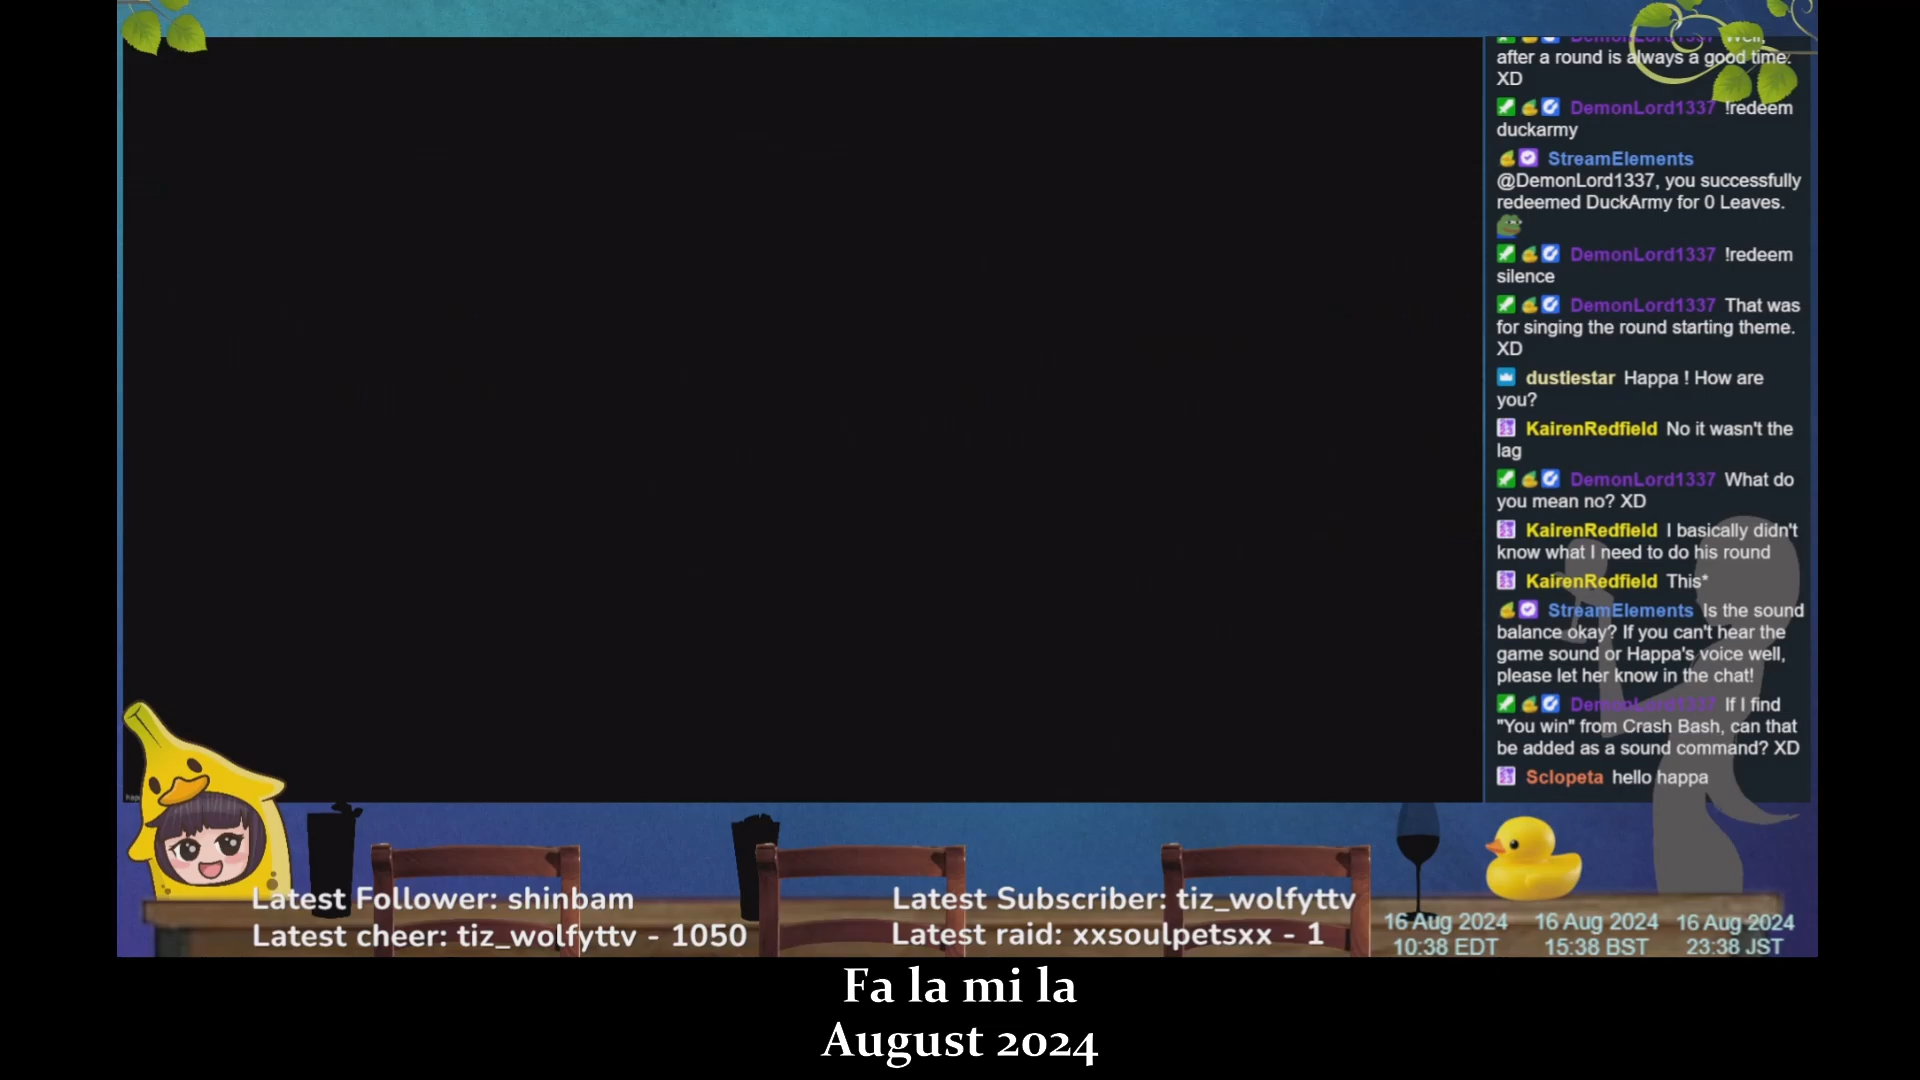 DemonLord1337 Well,
after a round is always a good time.
XD
DemonLord1337 !redeem
duckarmy
StreamElements
@DemonLord1337, you successfully
redeemed DuckArmy for 0 Leaves.
DemonLord1337 !redeem
silence
DemonLord1337 That was
for singing the round starting theme.
XD
dustiestar Happa ! How are
you?
KairenRedfield No it wasn't the
lag
DemonLord1337 What do
you mean no? XD
KairenRedfield I basically didn't
know what I need to do his round
KairenRedfield This*
StreamElements Is the sound
balance okay? If you can't hear the
game sound or Happa's voice well,
please let her know in the chat!
DemonLord1337 If I find
"You win" from Crash Bash, can that
be added as a sound command? XD
Sclopeta hello happa
Latest Follower: shinbam
Latest cheer: tiz_wolfyttv - 1050
Latest Subscriber: tiz_wolfyttv
Latest raid: xxsoulpetsxx - 1
16 Aug 2024 16 Aug 2024 16 Aug 2024
10:38 EDT 15:38 BST 23:38 JST
Fa la mi la
August 2024